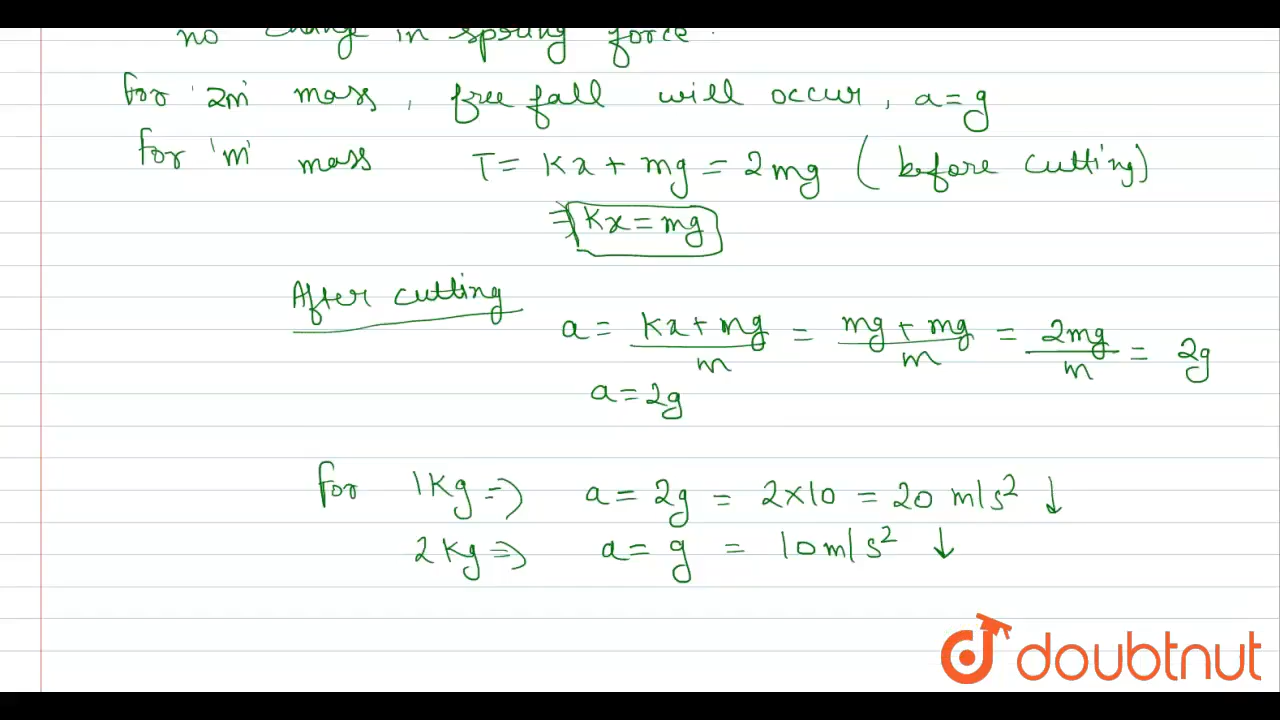 no change in spring force.
For '2m' mass, free fall will occur, a=g
For 'm' mass T= Kx + mg = 2mg (before cutting)
⇒ Kx = mg
After cutting
a = Kx + mg / m = mg + mg / m = 2mg / m = 2g
a = 2g
For 1Kg ⇒ a = 2g = 2×10 = 20 m/s² ↓
2Kg ⇒ a = g = 10 m/s² ↓
doubtnut